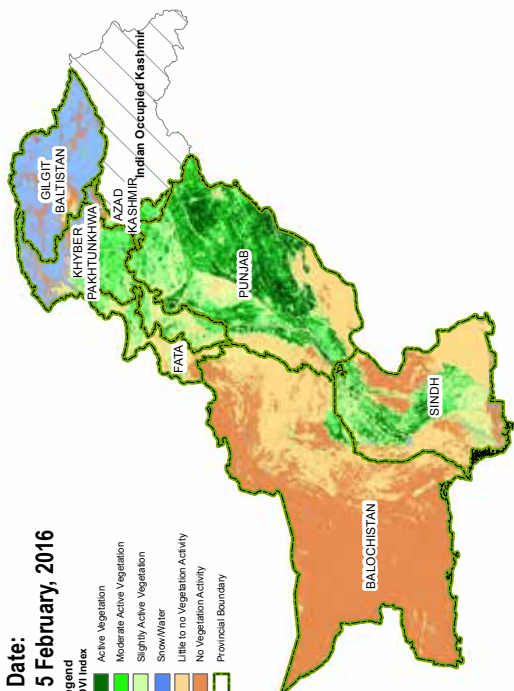 Date:
5 February, 2016
egend
DVI Index
Active Vegetation
Moderate Active Vegetation
Slightly Active Vegetation
Snow/Water
Little to no Vegetation Activity
No Vegetation Activity
Provincial Boundary
GILGIT
BALTISTAN
KHYBER
PAKHTUNKHWA
AZAD
KASHMIR
Indian Occupied Kashmir
FATA
PUNJAB
BALOCHISTAN
SINDH